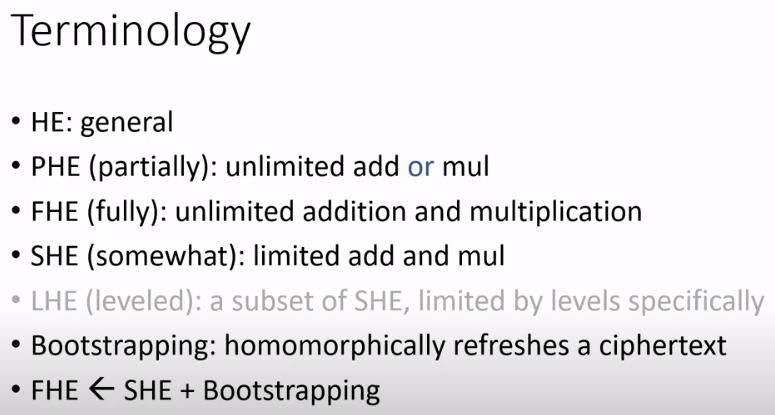 Terminology
• HE: general
• PHE (partially): unlimited add or mul
• FHE (fully): unlimited addition and multiplication
• SHE (somewhat): limited add and mul
• LHE (leveled): a subset of SHE, limited by levels specifically
• Bootstrapping: homomorphically refreshes a ciphertext
• FHE ← SHE + Bootstrapping